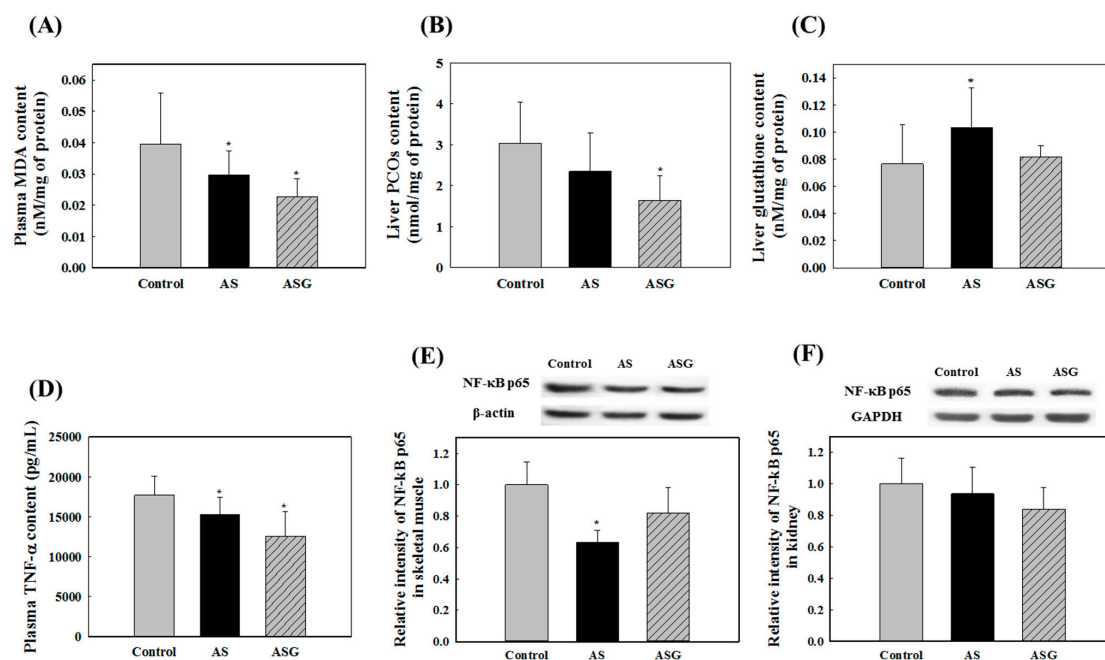 (A)
Plasma MDA content
(nM/mg of protein)
0.06
0.05
0.04
0.03
0.02
0.01
0.00
*
*
Control AS ASG
(B)
Liver PCOs content
(nmol/mg of protein)
5
4
3
2
1
0
*
Control AS ASG
(C)
Liver glutathione content
(nM/mg of protein)
0.14
0.12
0.10
0.08
0.06
0.04
0.02
0.00
*
Control AS ASG
(D)
Plasma TNF-α content (pg/mL)
25000
20000
15000
10000
5000
0
*
*
Control AS ASG
(E)
Control AS ASG
NF-κB p65
β-actin
Relative intensity of NF-kB p65
in skeletal muscle
1.2
1.0
0.8
0.6
0.4
0.2
0.0
*
Control AS ASG
(F)
Control AS ASG
NF-κB p65
GAPDH
Relative intensity of NF-kB p65
in kidney
1.2
1.0
0.8
0.6
0.4
0.2
0.0
Control AS ASG